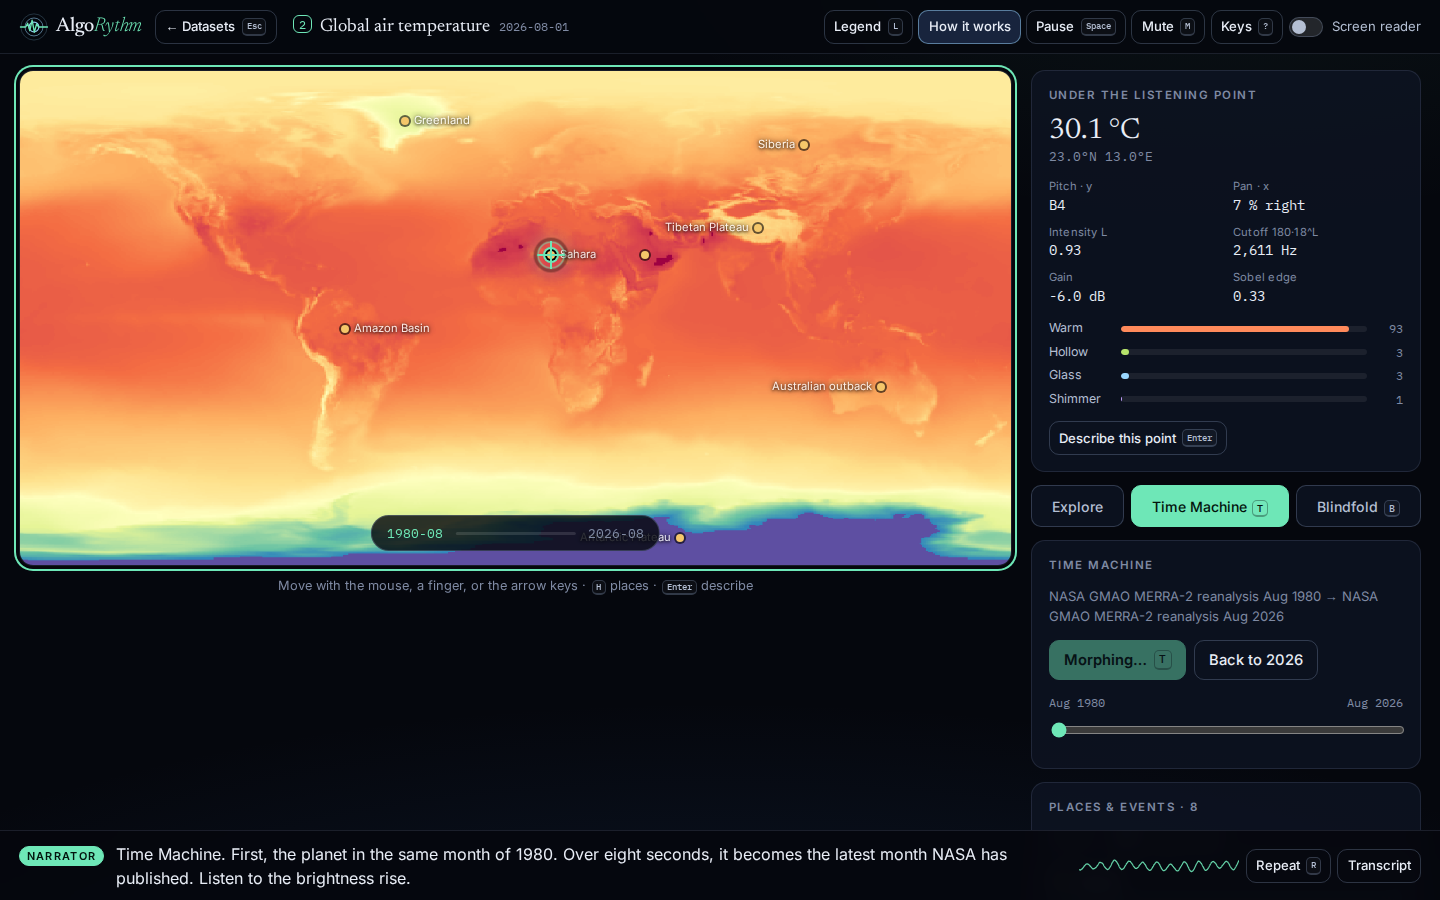 AlgoRythm
← Datasets Esc
2 Global air temperature 2026-08-01
Legend L
How it works
Pause Space
Mute M
Keys ?
Screen reader
Greenland
Siberia
Tibetan Plateau
Sahara
Amazon Basin
Australian outback
1980-08 2026-08
au
Move with the mouse, a finger, or the arrow keys · H places · Enter describe
UNDER THE LISTENING POINT
30.1 °C
23.0°N 13.0°E
Pitch · y Pan · x
B4 7 % right
Intensity L Cutoff 180·18^L
0.93 2,611 Hz
Gain Sobel edge
-6.0 dB 0.33
Warm 93
Hollow 3
Glass 3
Shimmer 1
Describe this point Enter
Explore
Time Machine T
Blindfold B
TIME MACHINE
NASA GMAO MERRA-2 reanalysis Aug 1980 → NASA
GMAO MERRA-2 reanalysis Aug 2026
Morphing… T
Back to 2026
Aug 1980 Aug 2026
PLACES & EVENTS · 8
NARRATOR
Time Machine. First, the planet in the same month of 1980. Over eight seconds, it becomes the latest month NASA has
published. Listen to the brightness rise.
Repeat R
Transcript